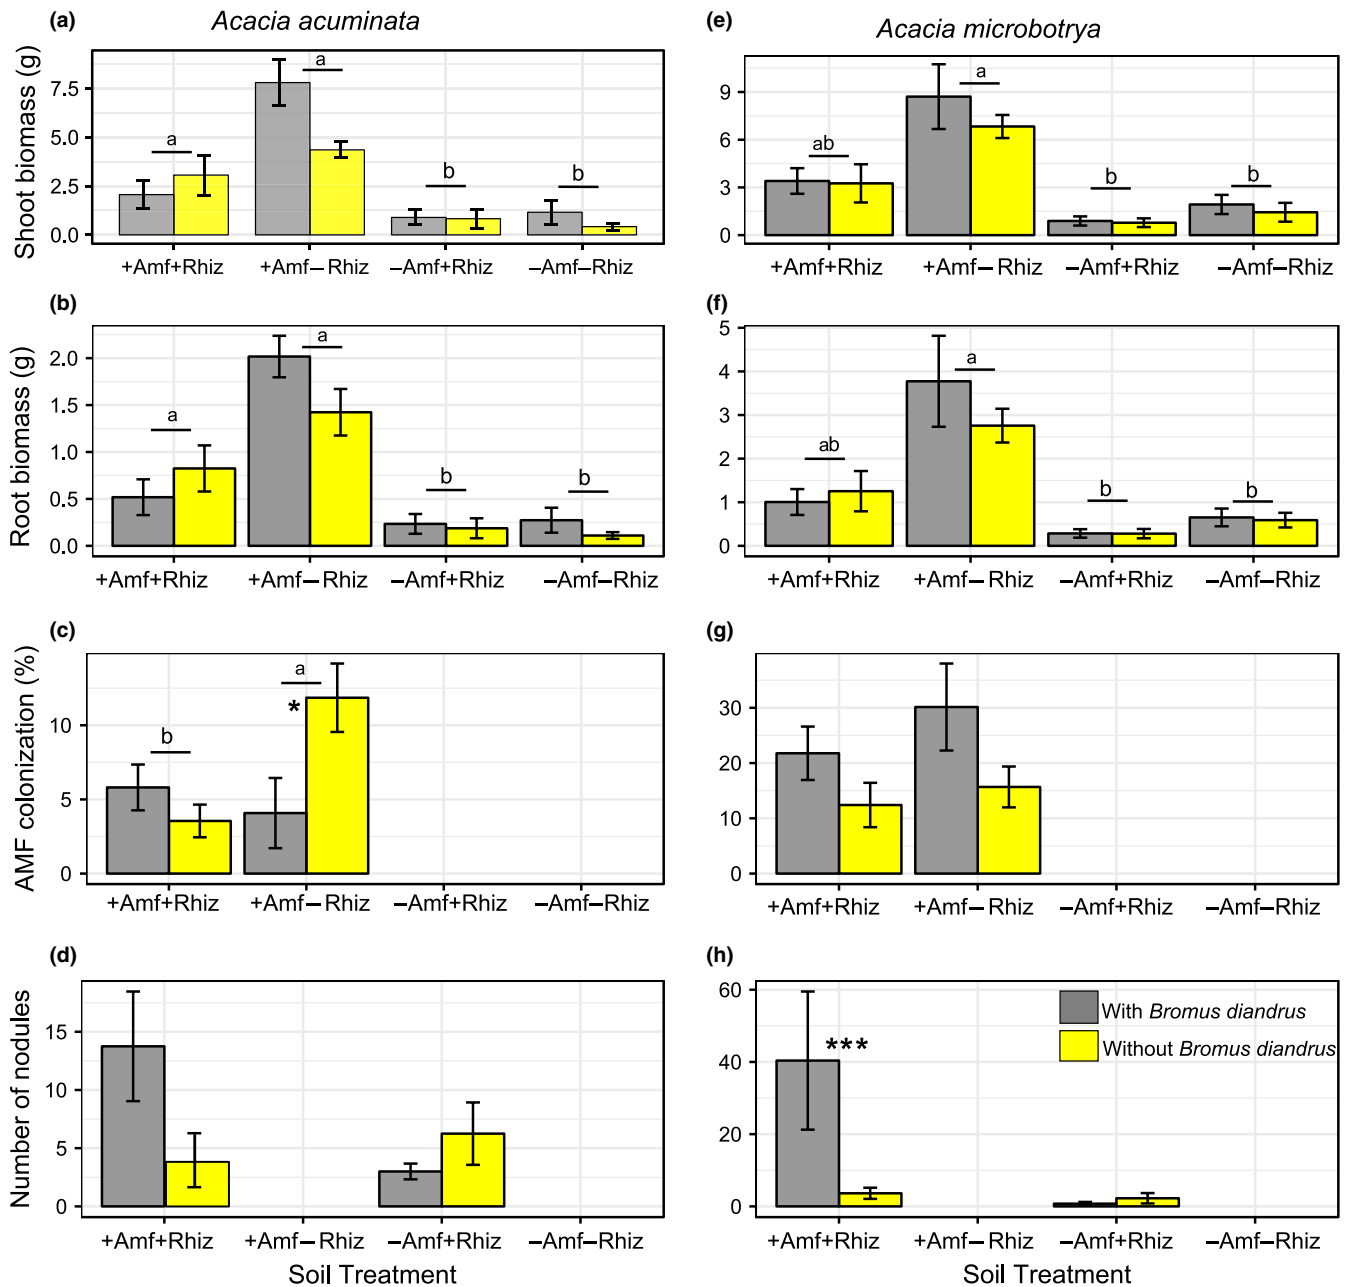 (a)
Acacia acuminata
Shoot biomass (g)
7.5
5.0
2.5
0.0
a
a
b
b
+Amf+Rhiz
+Amf−Rhiz
−Amf+Rhiz
−Amf−Rhiz
(b)
Root biomass (g)
2.0
1.5
1.0
0.5
0.0
a
a
b
b
+Amf+Rhiz
+Amf−Rhiz
−Amf+Rhiz
−Amf−Rhiz
(c)
AMF colonization (%)
10
5
0
b
a
*
+Amf+Rhiz
+Amf−Rhiz
−Amf+Rhiz
−Amf−Rhiz
(d)
Number of nodules
15
10
5
0
+Amf+Rhiz
+Amf−Rhiz
−Amf+Rhiz
−Amf−Rhiz
Soil Treatment
(e)
Acacia microbotrya
9
6
3
0
ab
a
b
b
+Amf+Rhiz
+Amf−Rhiz
−Amf+Rhiz
−Amf−Rhiz
(f)
5
4
3
2
1
0
ab
a
b
b
+Amf+Rhiz
+Amf−Rhiz
−Amf+Rhiz
−Amf−Rhiz
(g)
30
20
10
0
+Amf+Rhiz
+Amf−Rhiz
−Amf+Rhiz
−Amf−Rhiz
(h)
60
40
20
0
***
With Bromus diandrus
Without Bromus diandrus
+Amf+Rhiz
+Amf−Rhiz
−Amf+Rhiz
−Amf−Rhiz
Soil Treatment